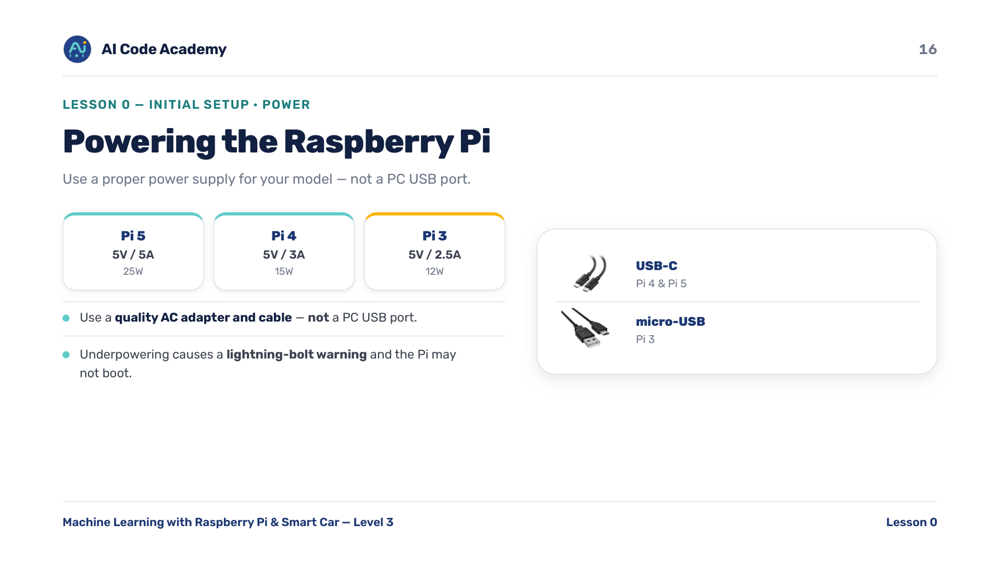 AI Code Academy
16
LESSON 0 — INITIAL SETUP • POWER
Powering the Raspberry Pi
Use a proper power supply for your model — not a PC USB port.
Pi 5
5V / 5A
25W
Pi 4
5V / 3A
15W
Pi 3
5V / 2.5A
12W
Use a quality AC adapter and cable — not a PC USB port.
Underpowering causes a lightning-bolt warning and the Pi may
not boot.
USB-C
Pi 4 & Pi 5
micro-USB
Pi 3
Machine Learning with Raspberry Pi & Smart Car — Level 3
Lesson 0